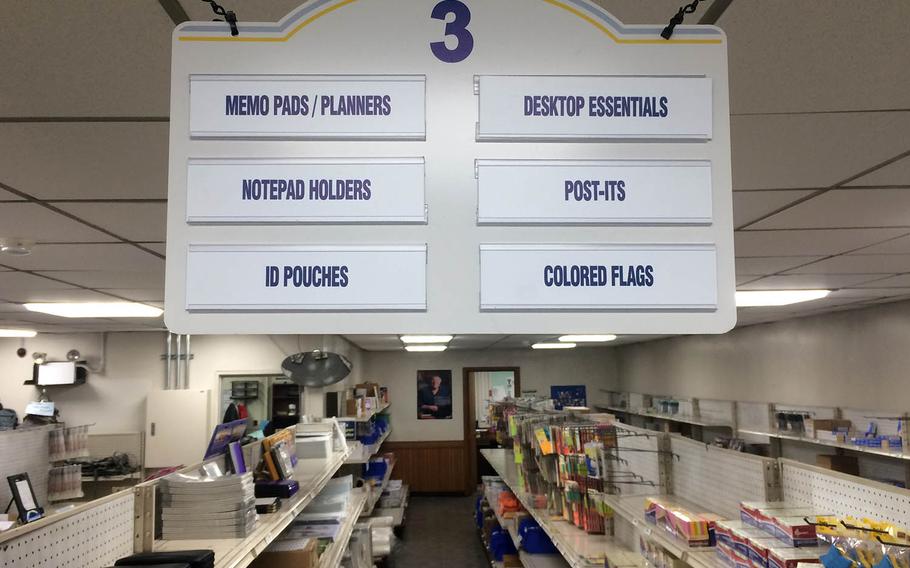 3
MEMO PADS / PLANNERS
DESKTOP ESSENTIALS
NOTEPAD HOLDERS
POST-ITS
ID POUCHES
COLORED FLAGS